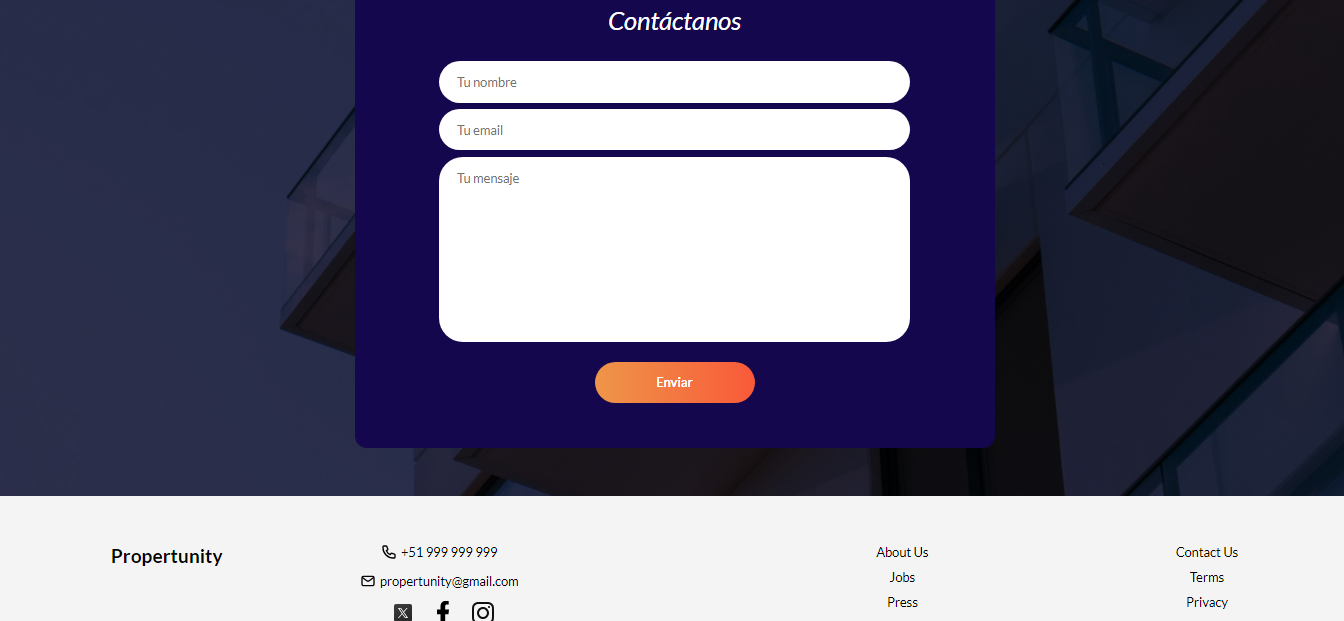 Contáctanos
Tu nombre
Tu email
Tu mensaje
Enviar
Propertunity
+51 999 999 999
propertunity@gmail.com
About Us
Jobs
Press
Contact Us
Terms
Privacy